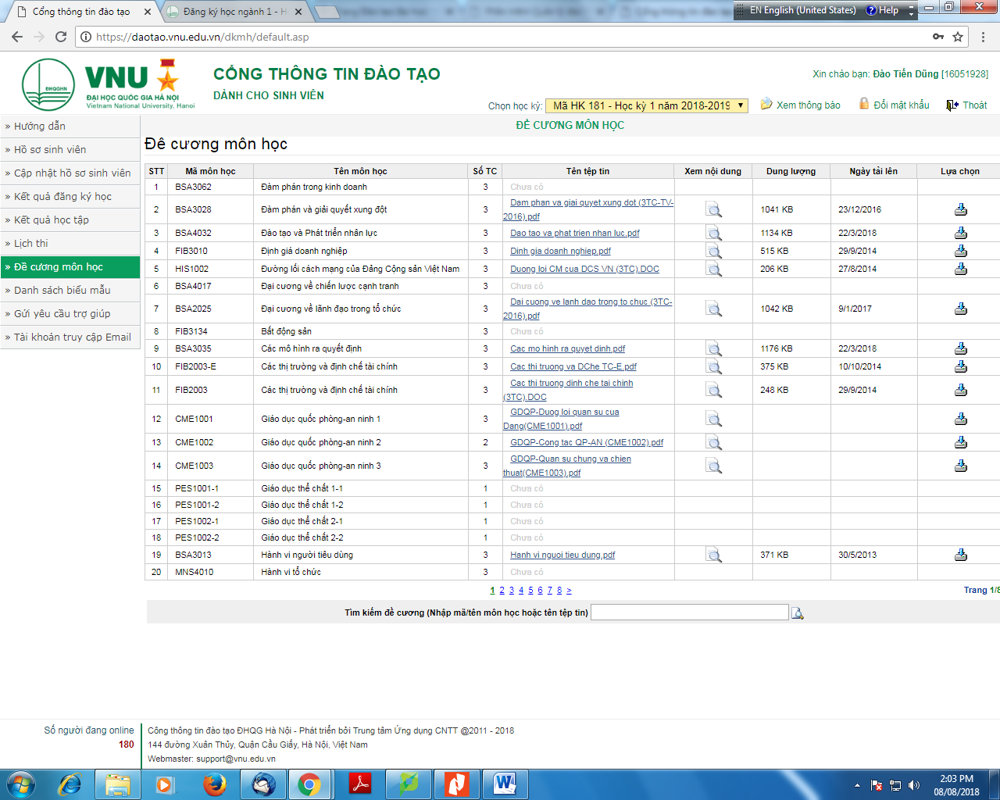 Cổng thông tin đào tạo
Đăng ký học ngành 1 - H
EN English (United States) Help
https://daotao.vnu.edu.vn/dkmh/default.asp
ĐHQGHN
VNU
ĐẠI HỌC QUỐC GIA HÀ NỘI
Vietnam National University, Hanoi
CỔNG THÔNG TIN ĐÀO TẠO
DÀNH CHO SINH VIÊN
Xin chào bạn: Đào Tiến Dũng [16051928]
Chọn học kỳ: Mã HK 181 - Học kỳ 1 năm 2018-2019
Xem thông báo
Đổi mật khẩu
Thoát
» Hướng dẫn
» Hồ sơ sinh viên
» Cập nhật hồ sơ sinh viên
» Kết quả đăng ký học
» Kết quả học tập
» Lịch thi
» Đề cương môn học
» Danh sách biểu mẫu
» Gửi yêu cầu trợ giúp
» Tài khoản truy cập Email
ĐỀ CƯƠNG MÔN HỌC
Đề cương môn học
STT Mã môn học Tên môn học Số TC Tên tệp tin Xem nội dung Dung lượng Ngày tải lên Lựa chọn
1 BSA3062 Đàm phán trong kinh doanh 3 Chưa có
2 BSA3028 Đàm phán và giải quyết xung đột 3 Dam phan va giai quyet xung dot (3TC-TV-2016).pdf 1041 KB 23/12/2016
3 BSA4032 Đào tạo và Phát triển nhân lực 3 Dao tao va phat trien nhan luc.pdf 1134 KB 22/3/2018
4 FIB3010 Định giá doanh nghiệp 3 Dinh gia doanh nghiep.pdf 515 KB 29/9/2014
5 HIS1002 Đường lối cách mạng của Đảng Cộng sản Việt Nam 3 Duong loi CM cua DCS VN (3TC).DOC 206 KB 27/8/2014
6 BSA4017 Đại cương về chiến lược cạnh tranh 3 Chưa có
7 BSA2025 Đại cương về lãnh đạo trong tổ chức 3 Dai cuong ve lanh dao trong to chuc (3TC-2016).pdf 1042 KB 9/1/2017
8 FIB3134 Bất động sản 3 Chưa có
9 BSA3035 Các mô hình ra quyết định 3 Cac mo hinh ra quyet dinh.pdf 1176 KB 22/3/2018
10 FIB2003-E Các thị trường và định chế tài chính 3 Cac thi truong va DChe TC-E.pdf 375 KB 10/10/2014
11 FIB2003 Các thị trường và định chế tài chính 3 Cac thi truong dinh che tai chinh (3TC).DOC 248 KB 29/9/2014
12 CME1001 Giáo dục quốc phòng-an ninh 1 3 GDQP-Duog loi quan su cua Dang(CME1001).pdf
13 CME1002 Giáo dục quốc phòng-an ninh 2 2 GDQP-Cong tac QP-AN (CME1002).pdf
14 CME1003 Giáo dục quốc phòng-an ninh 3 3 GDQP-Quan su chung va chien thuat(CME1003).pdf
15 PES1001-1 Giáo dục thể chất 1-1 1 Chưa có
16 PES1001-2 Giáo dục thể chất 1-2 1 Chưa có
17 PES1002-1 Giáo dục thể chất 2-1 1 Chưa có
18 PES1002-2 Giáo dục thể chất 2-2 1 Chưa có
19 BSA3013 Hành vi người tiêu dùng 3 Hanh vi nguoi tieu dung.pdf 371 KB 30/5/2013
20 MNS4010 Hành vi tổ chức 3 Chưa có
1 2 3 4 5 6 7 8 >
Trang 1/8
Tìm kiếm đề cương (Nhập mã/tên môn học hoặc tên tệp tin)
Số người đang online
180
Cổng thông tin đào tạo ĐHQG Hà Nội - Phát triển bởi Trung tâm Ứng dụng CNTT @2011 - 2018
144 đường Xuân Thủy, Quận Cầu Giấy, Hà Nội, Việt Nam
Webmaster: support@vnu.edu.vn
2:03 PM
08/08/2018